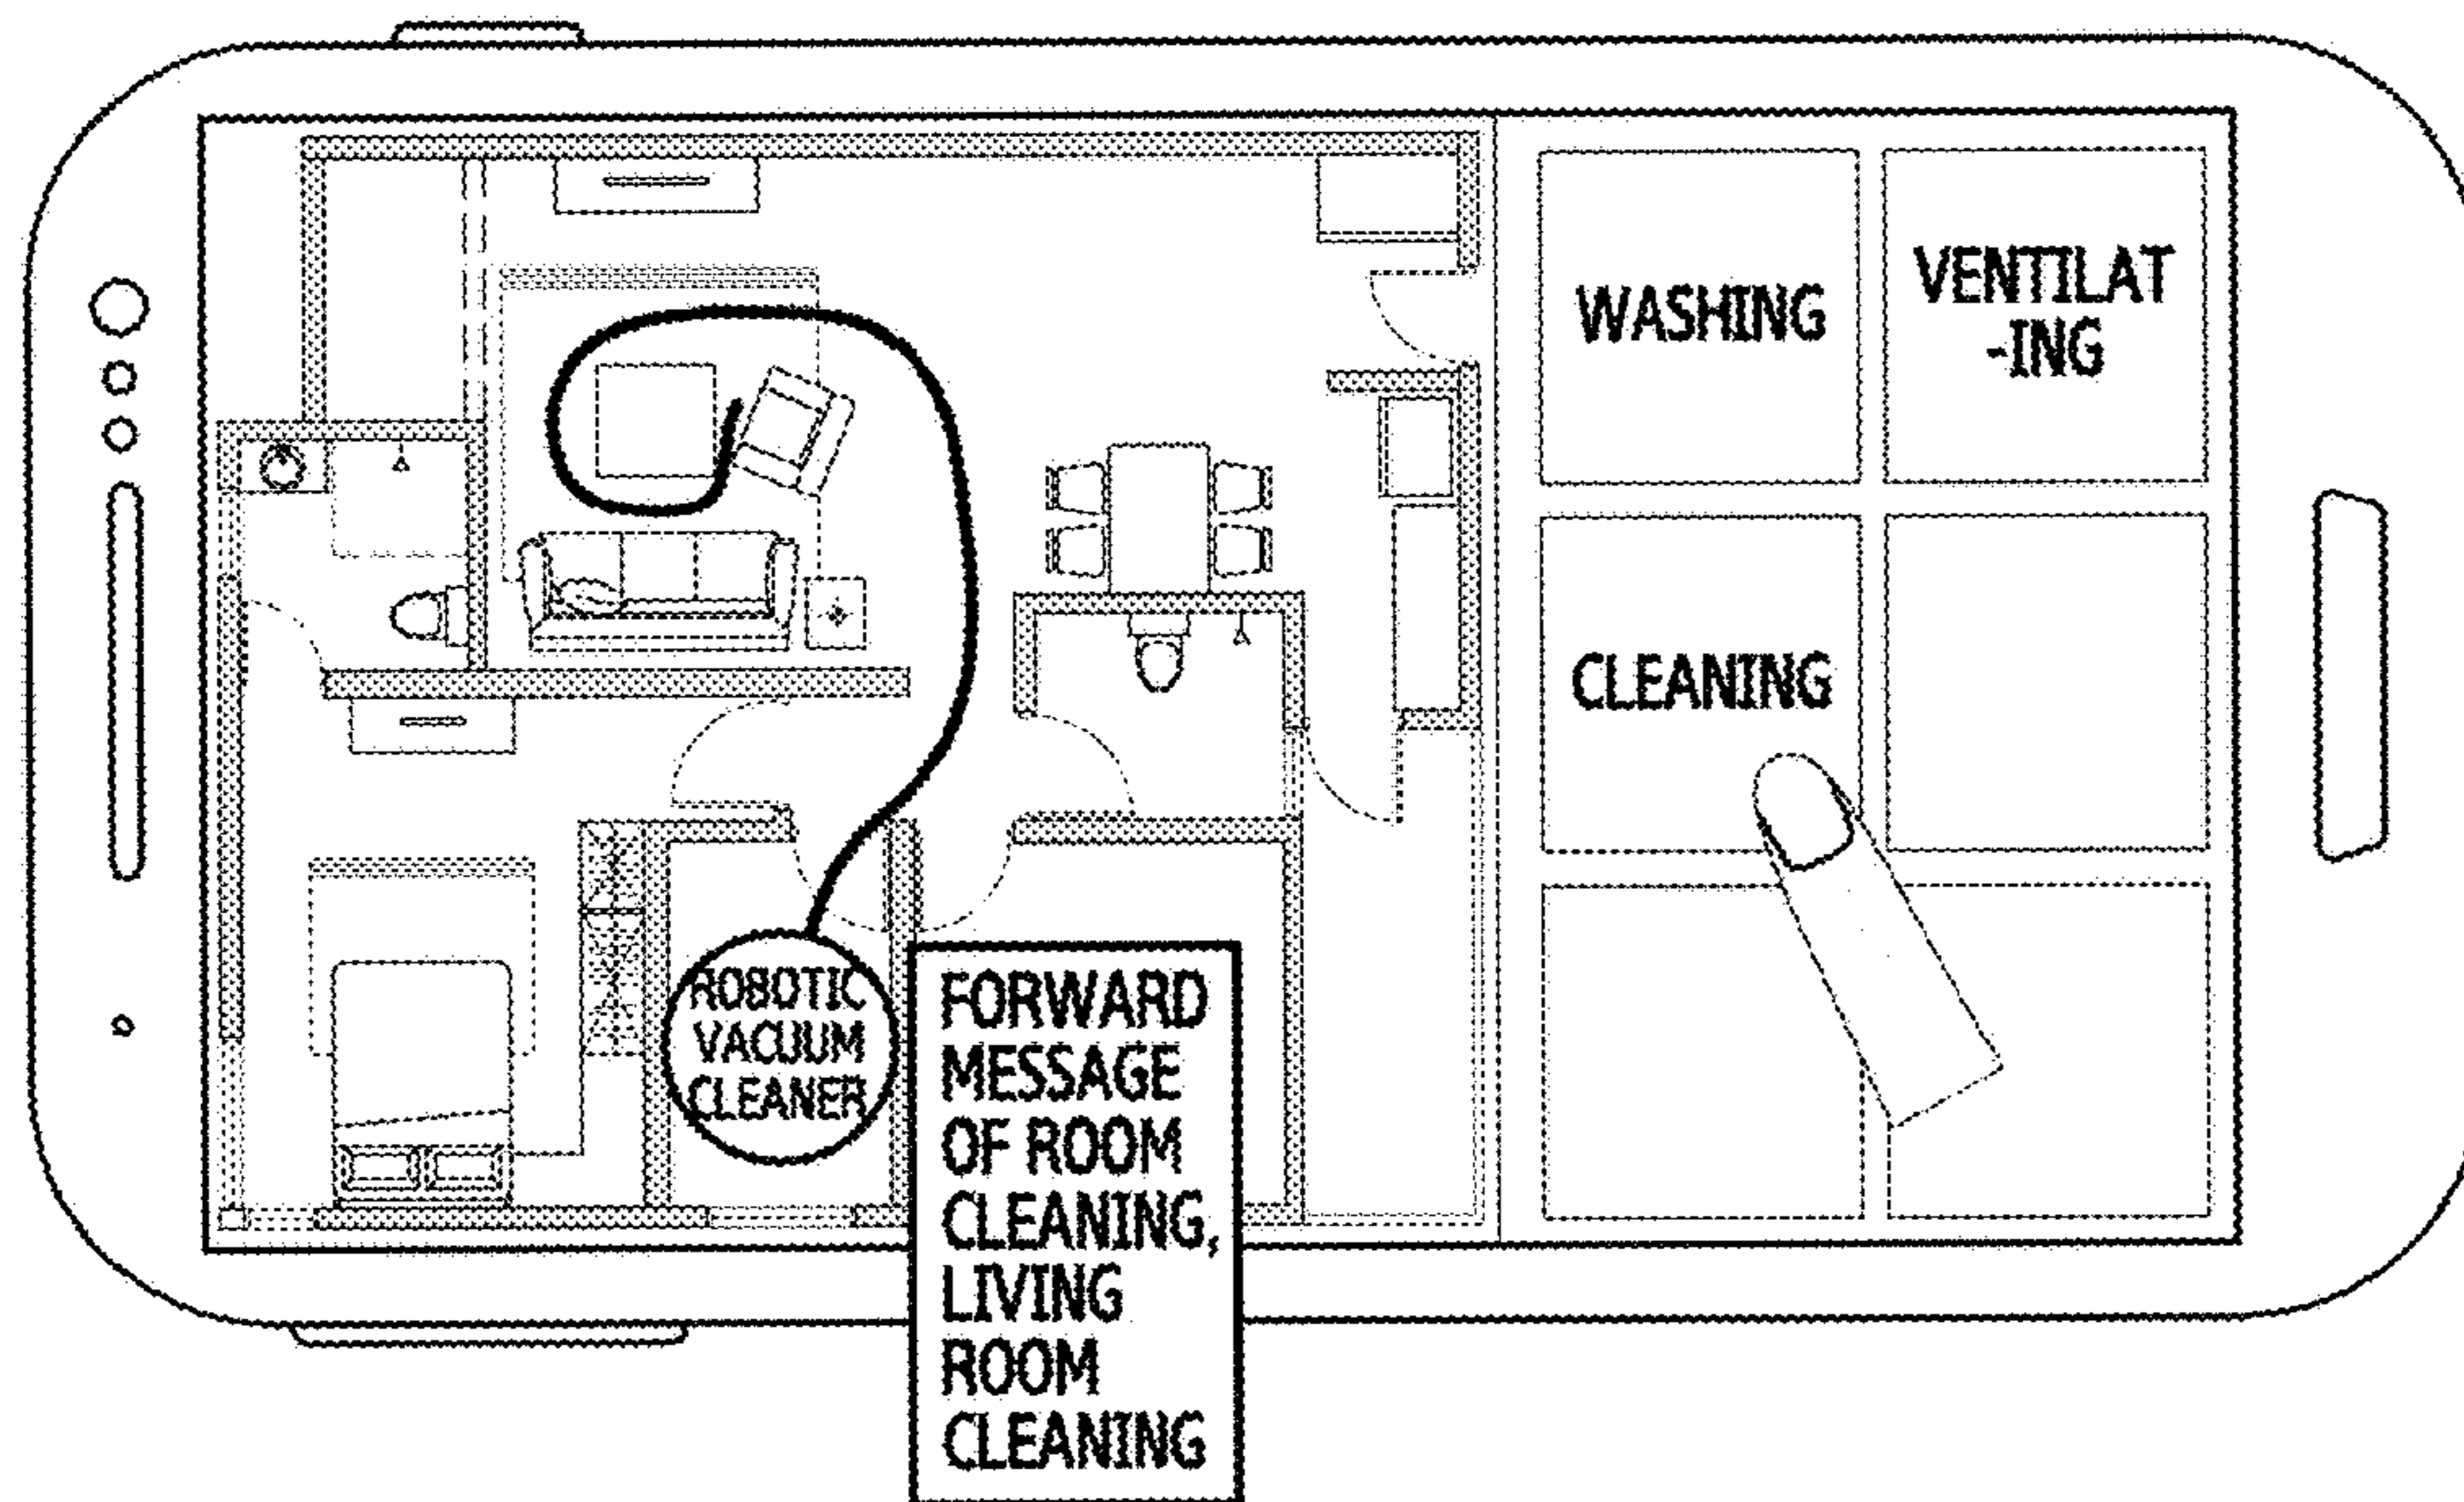 WASHING
VENTILAT
-ING
CLEANING
ROBOTIC
VACUUM
CLEANER
FORWARD
MESSAGE
OF ROOM
CLEANING,
LIVING
ROOM
CLEANING